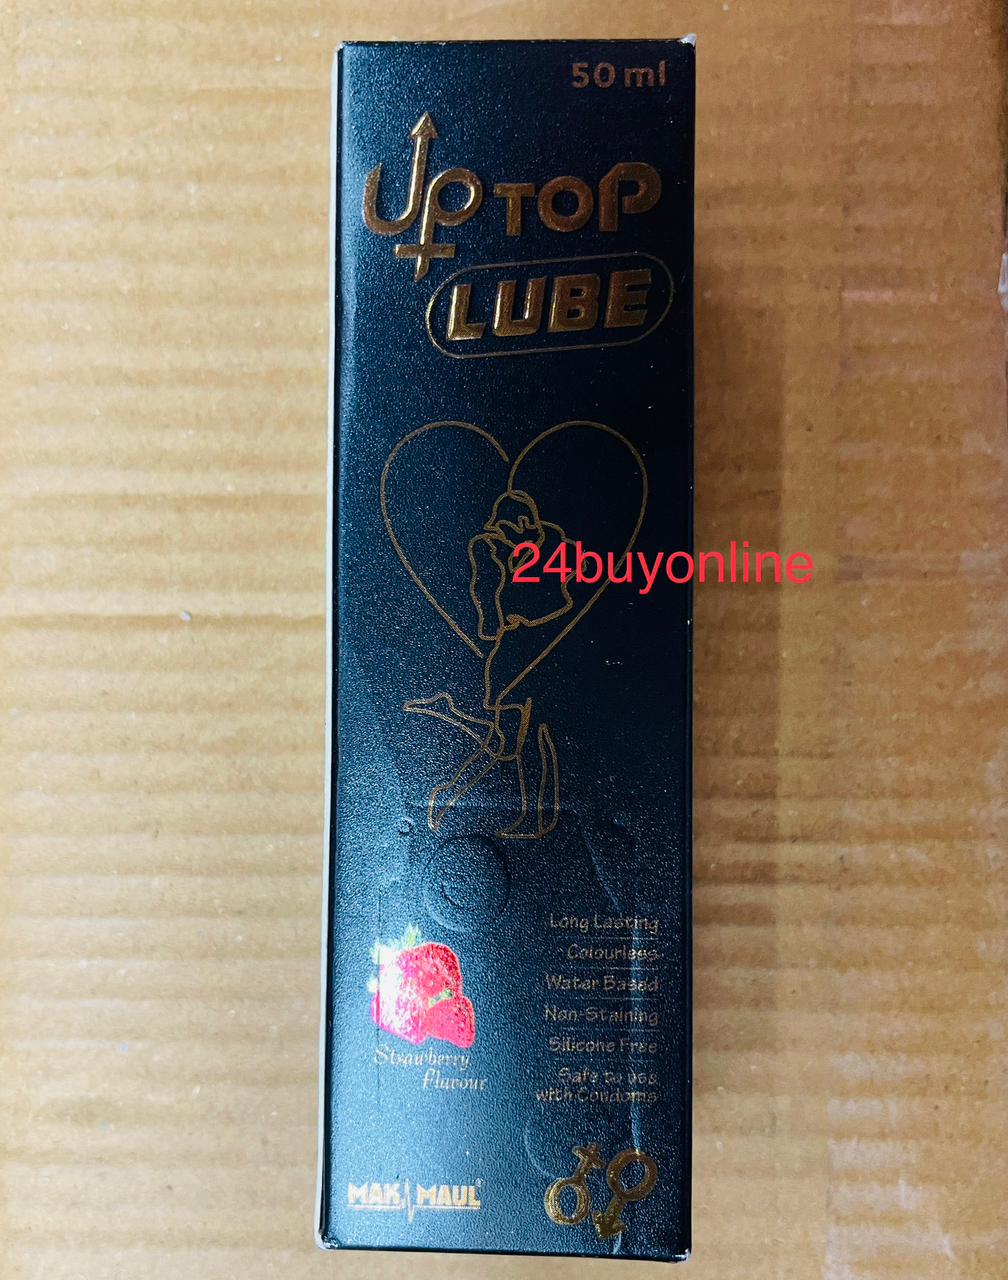 50 ml
UP TOP
LUBE
24buyonline
Long Lasting
Colourless
Water Based
Non-Staining
Silicone Free
Safe to use
with Condoms
Strawberry
flavour
MAK MAUL